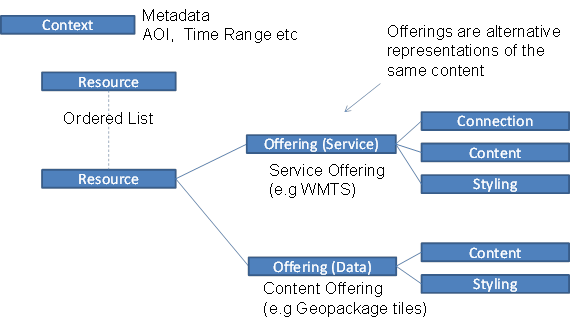 Context
Metadata
AOI, Time Range etc
Offerings are alternative
representations of the
same content
Resource
Ordered List
Resource
Offering (Service)
Service Offering
(e.g WMTS)
Connection
Content
Styling
Offering (Data)
Content Offering
(e.g Geopackage tiles)
Content
Styling